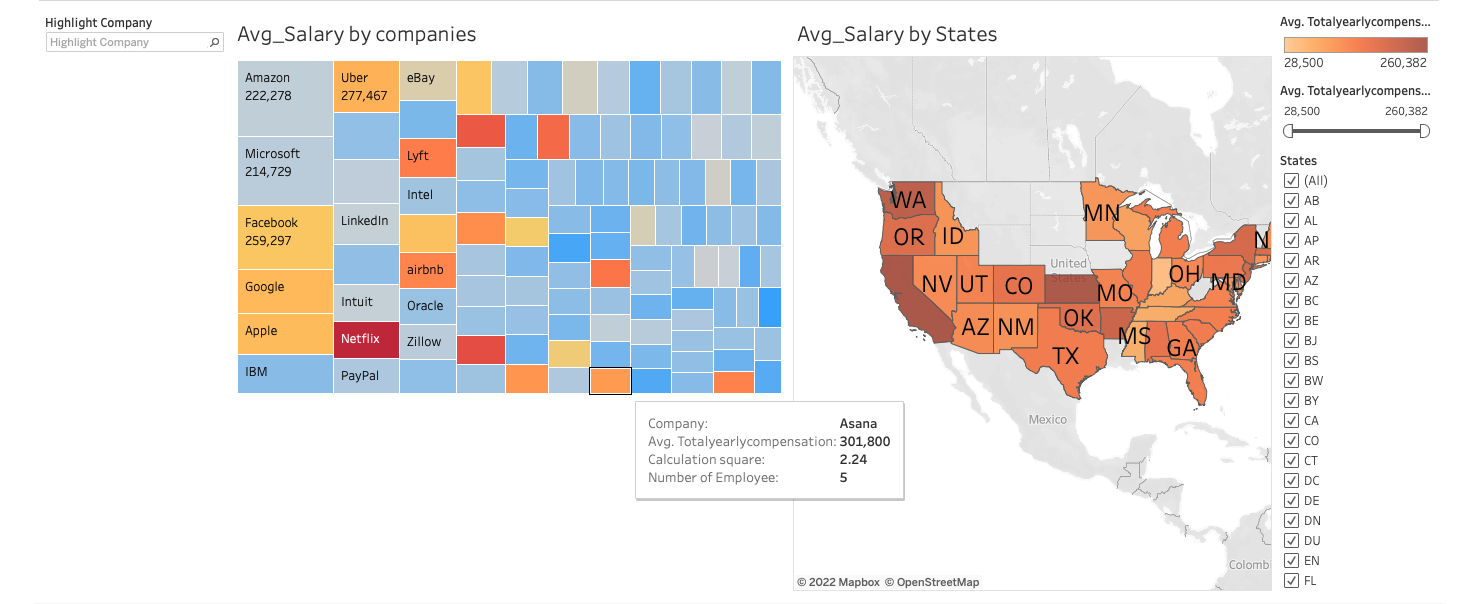 Highlight Company
Highlight Company
Avg_Salary by companies
Amazon
222,278
Microsoft
214,729
Facebook
259,297
Google
Apple
IBM
Uber
277,467
LinkedIn
Intuit
Netflix
PayPal
eBay
Lyft
Intel
airbnb
Oracle
Zillow
Company: Asana
Avg. Totalyearlycompensation: 301,800
Calculation square: 2.24
Number of Employee: 5
Avg_Salary by States
WA
OR
ID
MN
NV
UT
CO
MO
OH
MD
N
AZ
NM
OK
TX
MS
GA
United
States
Mexico
Colomb
© 2022 Mapbox © OpenStreetMap
Avg. Totalyearlycompens...
28,500 260,382
Avg. Totalyearlycompens...
28,500 260,382
States
(All)
AB
AL
AP
AR
AZ
BC
BE
BJ
BS
BW
BY
CA
CO
CT
DC
DE
DN
DU
EN
FL